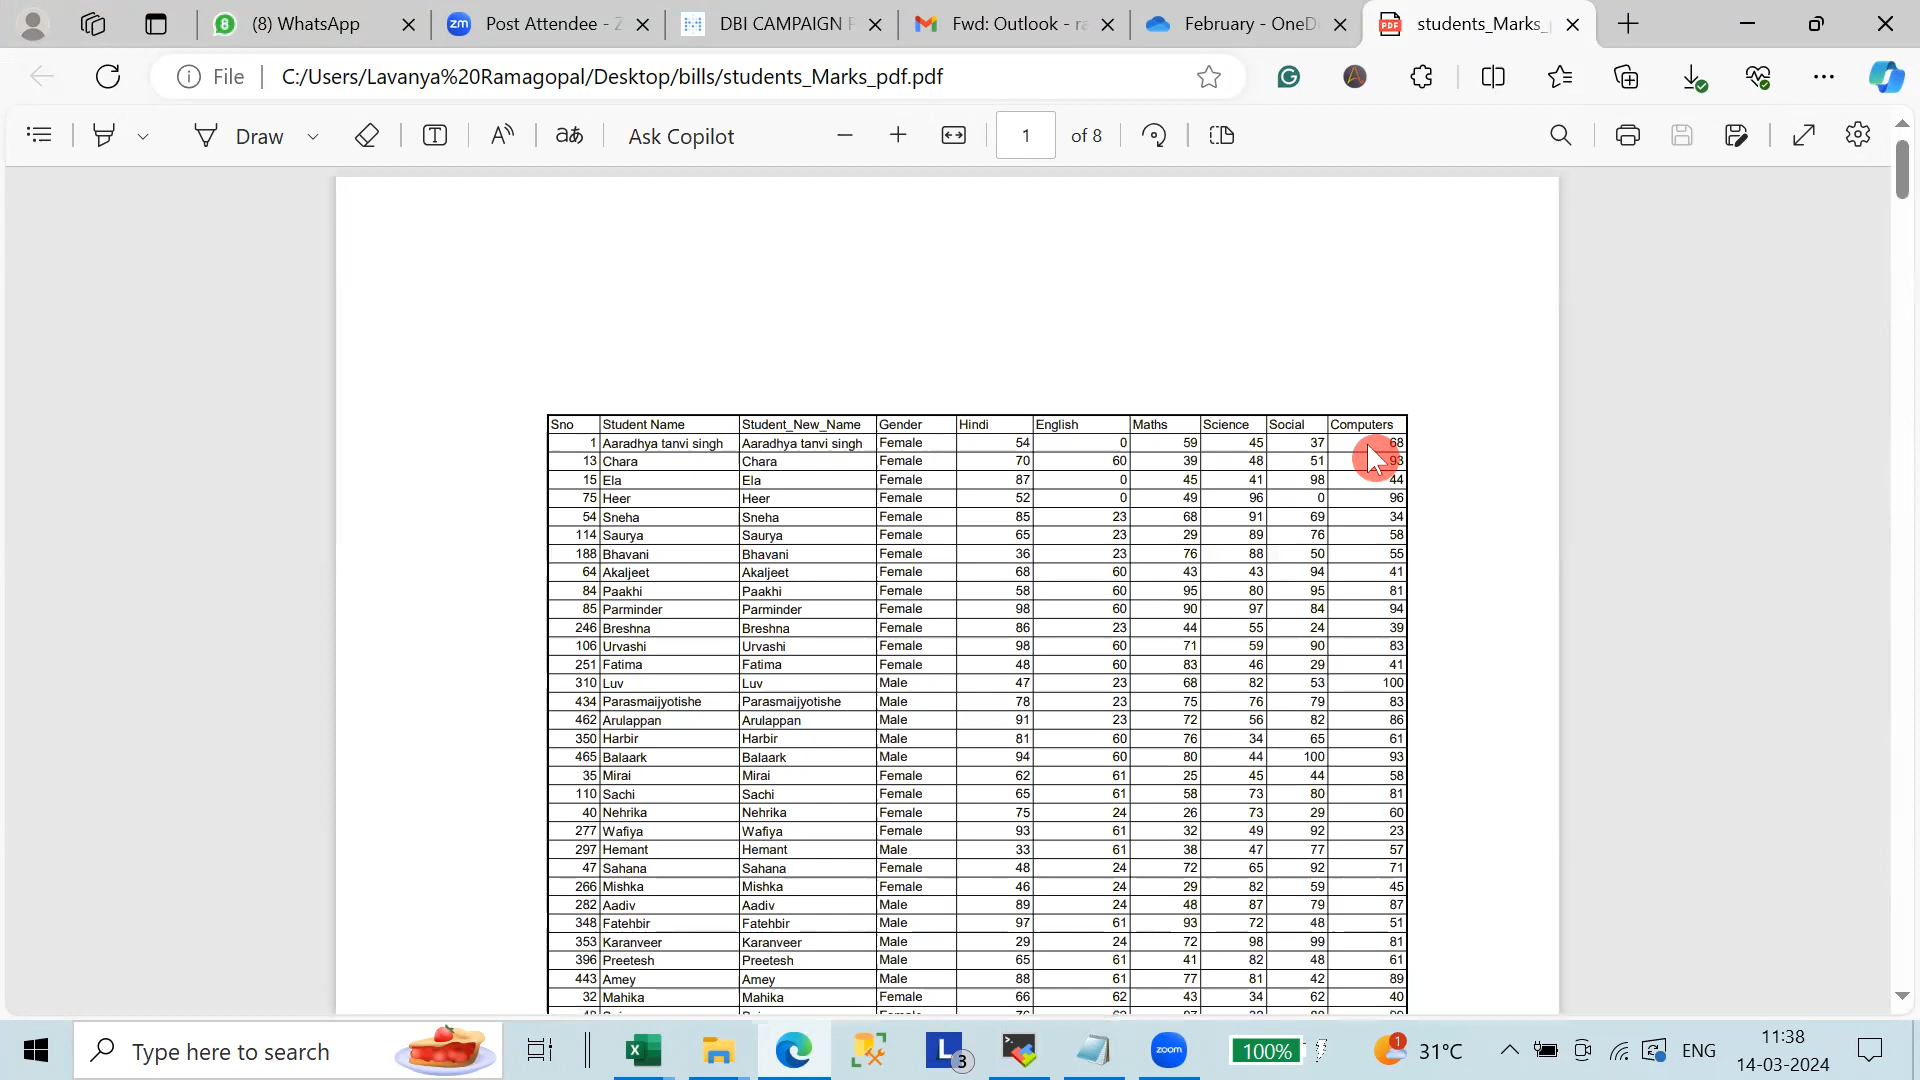 (8) WhatsApp
zm Post Attendee - Z
DBI CAMPAIGN
Fwd: Outlook - ra
February - OneD
PDF students_Marks_
File C:/Users/Lavanya%20Ramagopal/Desktop/bills/students_Marks_pdf.pdf
Draw Ask Copilot 1 of 8
Sno Student Name Student_New_Name Gender Hindi English Maths Science Social Computers
1 Aaradhya tanvi singh Aaradhya tanvi singh Female 54 0 59 45 37 68
13 Chara Chara Female 70 60 39 48 51 93
15 Ela Ela Female 87 0 45 41 98 44
75 Heer Heer Female 52 0 49 96 0 96
54 Sneha Sneha Female 85 23 68 91 69 34
114 Saurya Saurya Female 65 23 29 89 76 58
188 Bhavani Bhavani Female 36 23 76 88 50 55
64 Akaljeet Akaljeet Female 68 60 43 43 94 41
84 Paakhi Paakhi Female 58 60 95 80 95 81
85 Parminder Parminder Female 98 60 90 97 84 94
246 Breshna Breshna Female 86 23 44 55 24 39
106 Urvashi Urvashi Female 98 60 71 59 90 83
251 Fatima Fatima Female 48 60 83 46 29 41
310 Luv Luv Male 47 23 68 82 53 100
434 Parasmaijyotishe Parasmaijyotishe Male 78 23 75 76 79 83
462 Arulappan Arulappan Male 91 23 72 56 82 86
350 Harbir Harbir Male 81 60 76 34 65 61
465 Balaark Balaark Male 94 60 80 44 100 93
35 Mirai Mirai Female 62 61 25 45 44 58
110 Sachi Sachi Female 65 61 58 73 80 81
40 Nehrika Nehrika Female 75 24 26 73 29 60
277 Wafiya Wafiya Female 93 61 32 49 92 23
297 Hemant Hemant Male 33 61 38 47 77 57
47 Sahana Sahana Female 48 24 72 65 92 71
266 Mishka Mishka Female 46 24 29 82 59 45
282 Aadiv Aadiv Male 89 24 48 87 79 87
348 Fatehbir Fatehbir Male 97 61 93 72 48 51
353 Karanveer Karanveer Male 29 24 72 98 99 81
396 Preetesh Preetesh Male 65 61 41 82 48 61
443 Amey Amey Male 88 61 77 81 42 89
32 Mahika Mahika Female 66 62 43 34 62 40
Type here to search
L 3
zoom
100%
1
31°C
ENG
11:38
14-03-2024